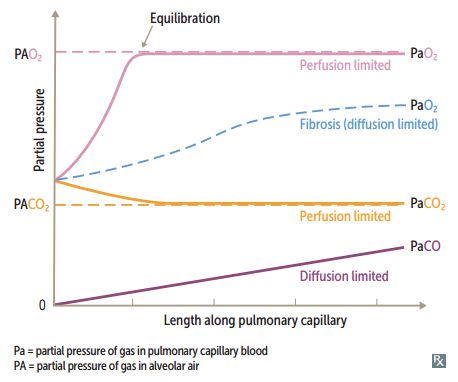 Equilibration
PAO₂
PaO₂
Perfusion limited
PaO₂
Fibrosis (diffusion limited)
Partial pressure
PACO₂
PaCO₂
Perfusion limited
PaCO
Diffusion limited
0
Length along pulmonary capillary
Pa = partial pressure of gas in pulmonary capillary blood
PA = partial pressure of gas in alveolar air
Rx